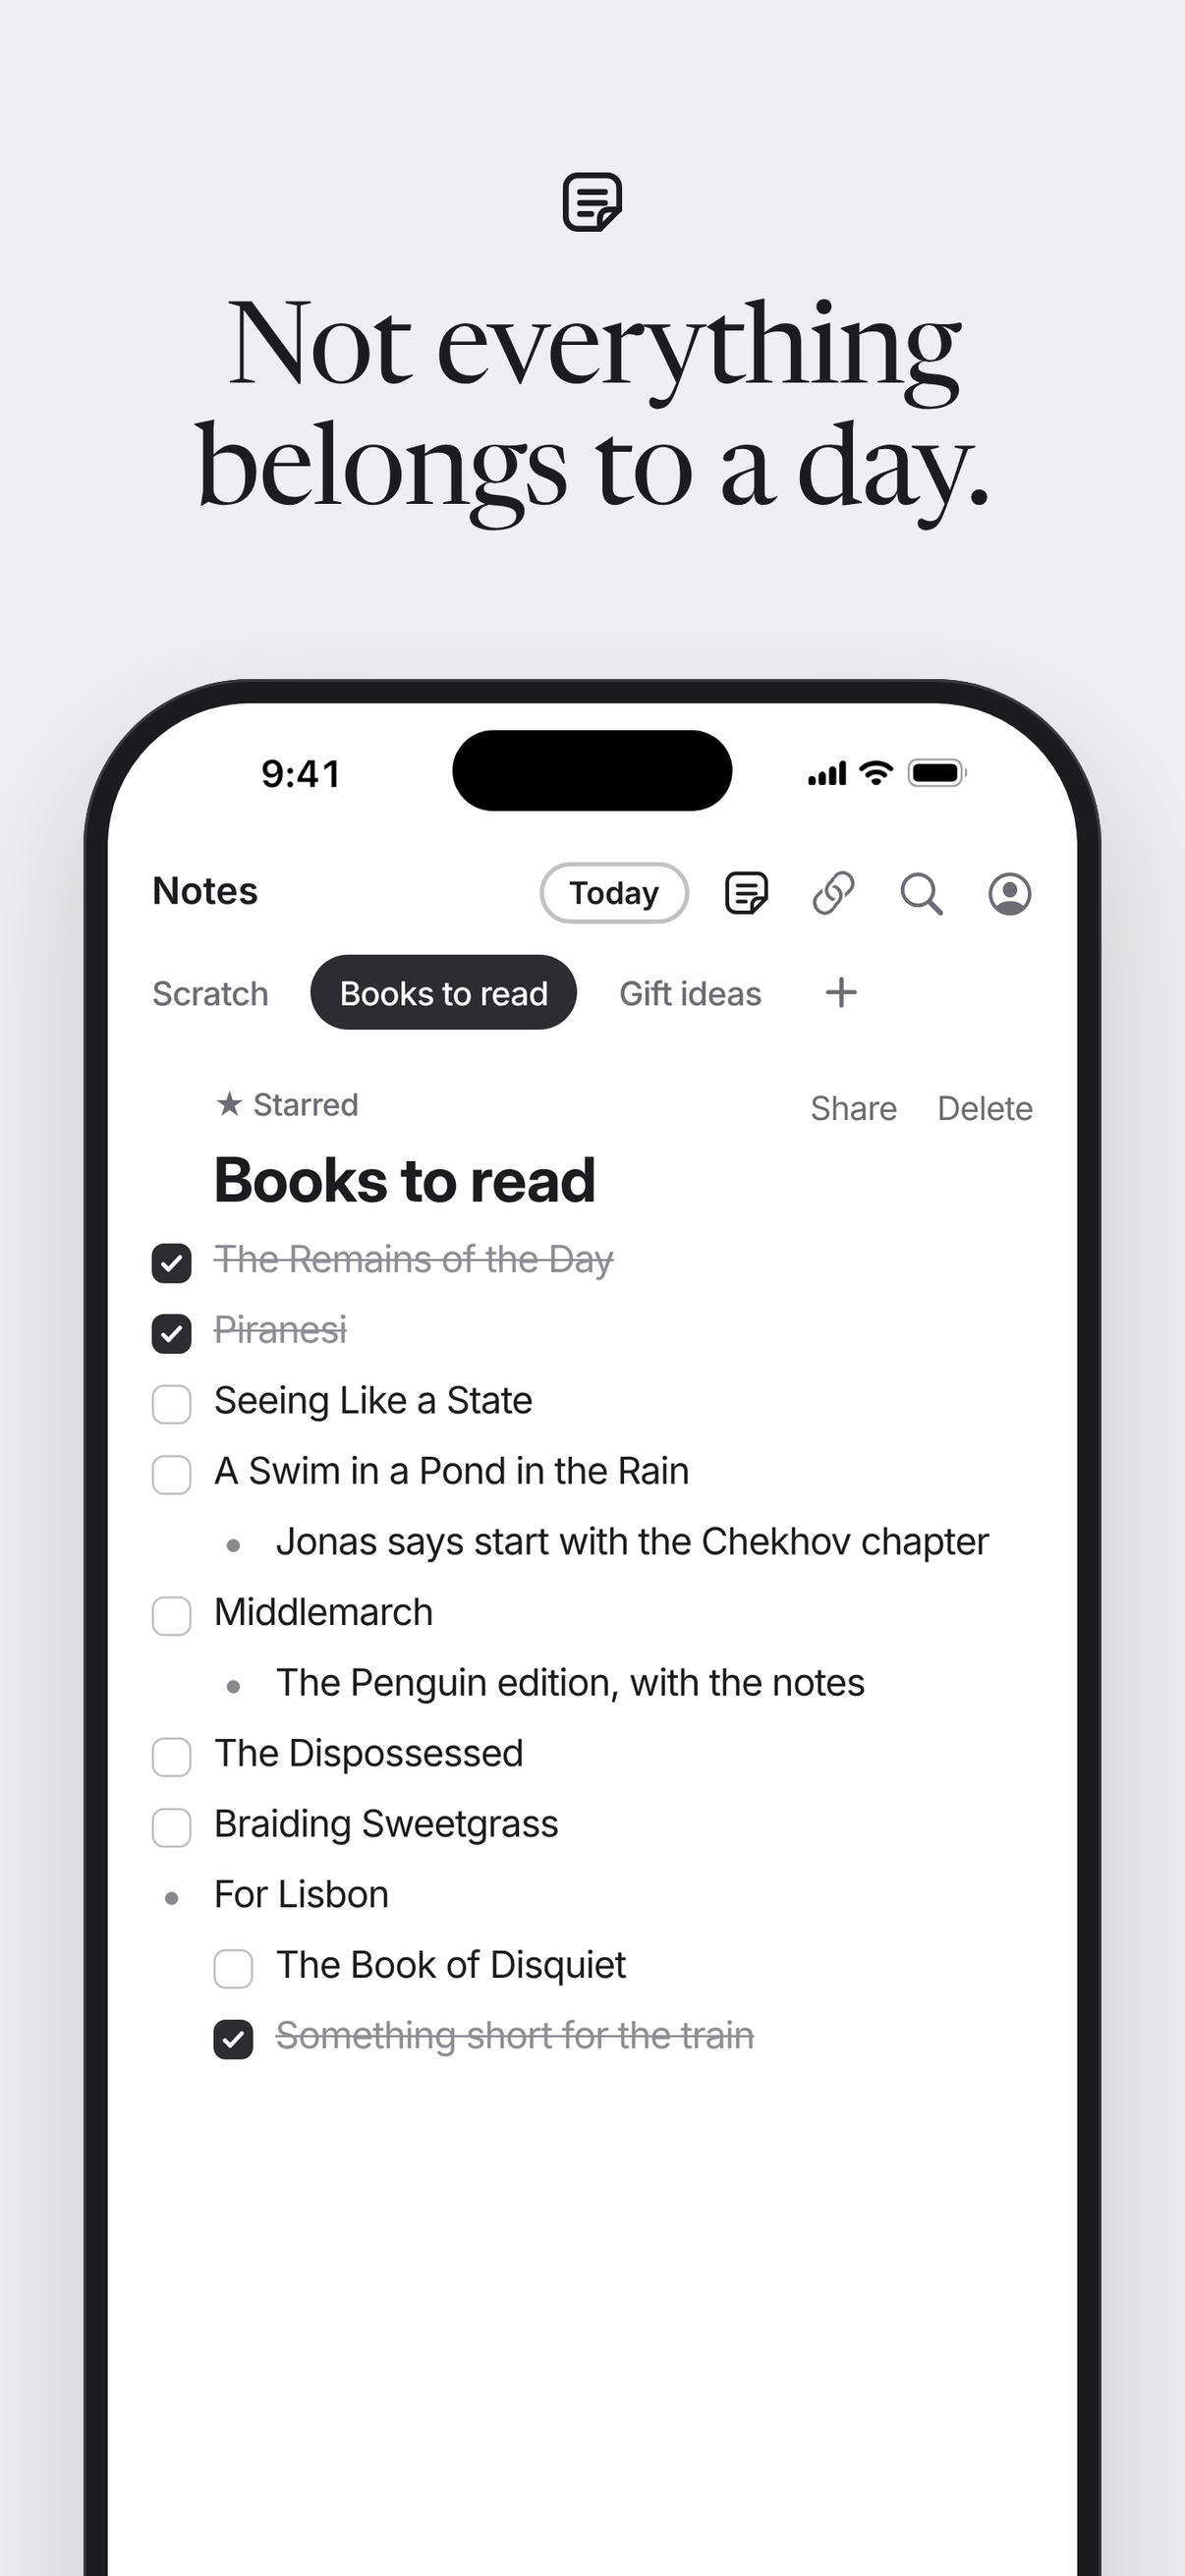 Not everything
belongs to a day.
9:41
Notes
Today
Scratch
Books to read
Gift ideas
★ Starred
Share
Delete
Books to read
The Remains of the Day
Piranesi
Seeing Like a State
A Swim in a Pond in the Rain
Jonas says start with the Chekhov chapter
Middlemarch
The Penguin edition, with the notes
The Dispossessed
Braiding Sweetgrass
For Lisbon
The Book of Disquiet
Something short for the train